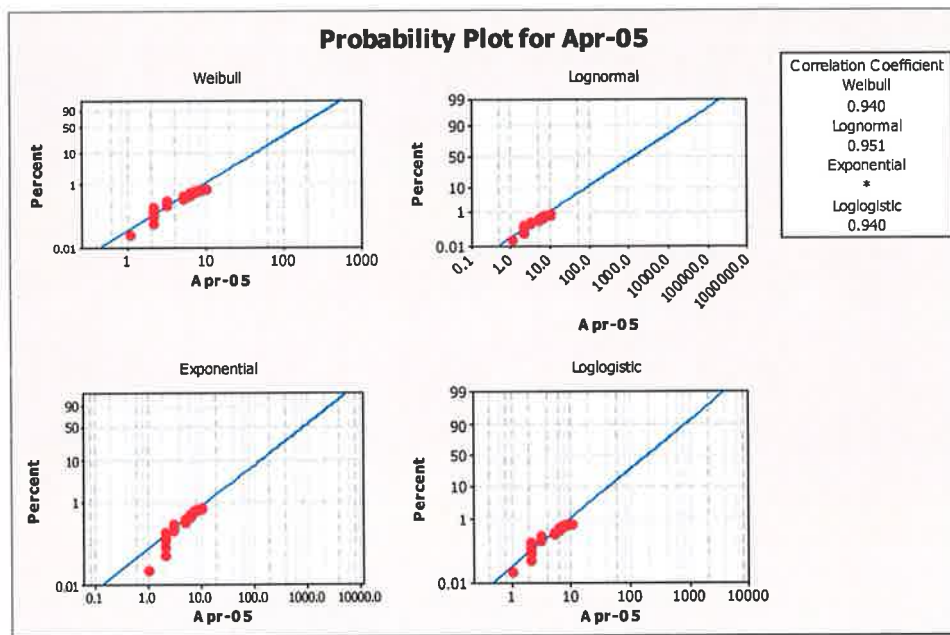 Probability Plot for Apr-05
Weibull
Percent
90
50
10
1
0.01
1 10 100 1000
Apr-05
Lognormal
Percent
99
90
50
10
1
0.01
0.1 1.0 10.0 100.0 1000.0 10000.0 100000.0 1000000.0
Apr-05
Correlation Coefficient
Weibull
0.940
Lognormal
0.951
Exponential
*
Loglogistic
0.940
Exponential
Percent
90
50
10
1
0.01
0.1 1.0 10.0 100.0 1000.0 10000.0
Apr-05
Loglogistic
Percent
99
90
50
10
1
0.01
1 10 100 1000 10000
Apr-05